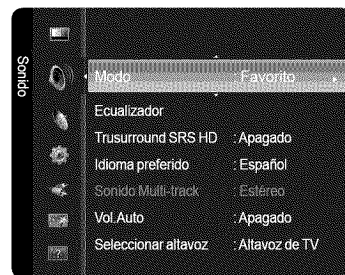 Sonido
Modo : Favorito
Ecualizador
Trusurround SRS HD : Apagado
Idioma preferido : Español
Sonido Multi-track : Estéreo
Vol.Auto : Apagado
Seleccionar altavoz : Altavoz de TV